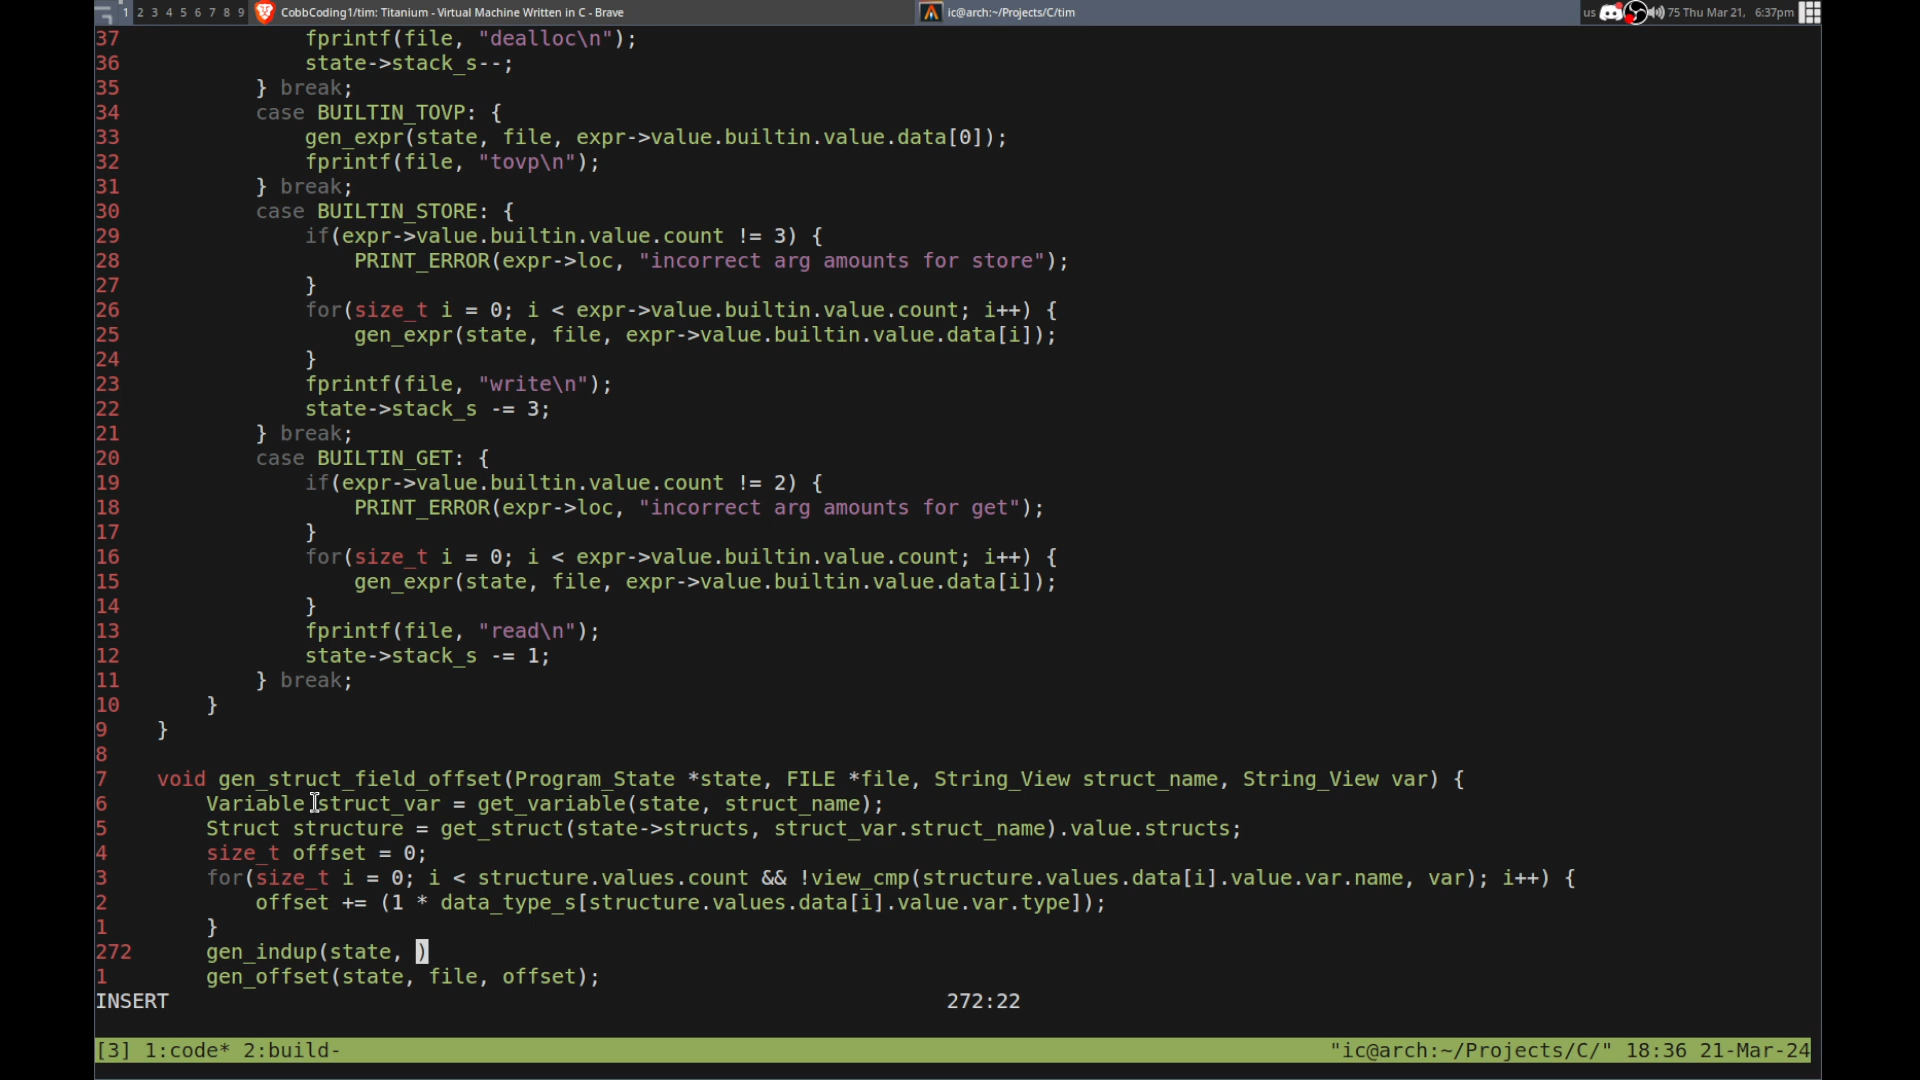 1 2 3 4 5 6 7 8 9 CobbCoding1/tim: Titanium - Virtual Machine Written in C - Brave ic@arch:~/Projects/C/tim us 75 Thu Mar 21, 6:37pm
37 fprintf(file, "dealloc\n");
36 state->stack_s--;
35 } break;
34 case BUILTIN_TOVP: {
33 gen_expr(state, file, expr->value.builtin.value.data[0]);
32 fprintf(file, "tovp\n");
31 } break;
30 case BUILTIN_STORE: {
29 if(expr->value.builtin.value.count != 3) {
28 PRINT_ERROR(expr->loc, "incorrect arg amounts for store");
27 }
26 for(size_t i = 0; i < expr->value.builtin.value.count; i++) {
25 gen_expr(state, file, expr->value.builtin.value.data[i]);
24 }
23 fprintf(file, "write\n");
22 state->stack_s -= 3;
21 } break;
20 case BUILTIN_GET: {
19 if(expr->value.builtin.value.count != 2) {
18 PRINT_ERROR(expr->loc, "incorrect arg amounts for get");
17 }
16 for(size_t i = 0; i < expr->value.builtin.value.count; i++) {
15 gen_expr(state, file, expr->value.builtin.value.data[i]);
14 }
13 fprintf(file, "read\n");
12 state->stack_s -= 1;
11 } break;
10 }
9 }
8
7 void gen_struct_field_offset(Program_State *state, FILE *file, String_View struct_name, String_View var) {
6 Variable struct_var = get_variable(state, struct_name);
5 Struct structure = get_struct(state->structs, struct_var.struct_name).value.structs;
4 size_t offset = 0;
3 for(size_t i = 0; i < structure.values.count && !view_cmp(structure.values.data[i].value.var.name, var); i++) {
2 offset += (1 * data_type_s[structure.values.data[i].value.var.type]);
1 }
272 gen_indup(state, )
1 gen_offset(state, file, offset);
INSERT 272:22
[3] 1:code* 2:build- "ic@arch:~/Projects/C/" 18:36 21-Mar-24